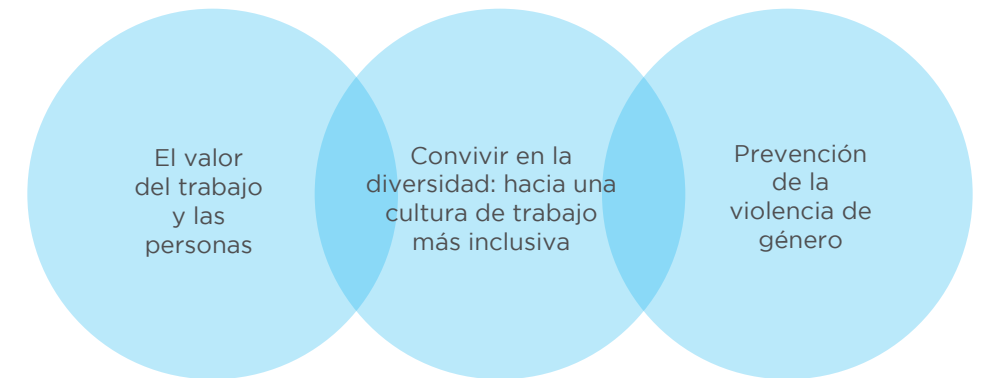 El valor
del trabajo
y las
personas
Convivir en la
diversidad: hacia una
cultura de trabajo
más inclusiva
Prevención
de la
violencia de
género